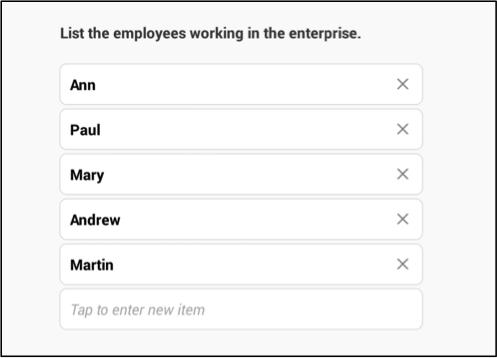 List the employees working in the enterprise.
Ann
Paul
Mary
Andrew
Martin
Tap to enter new item